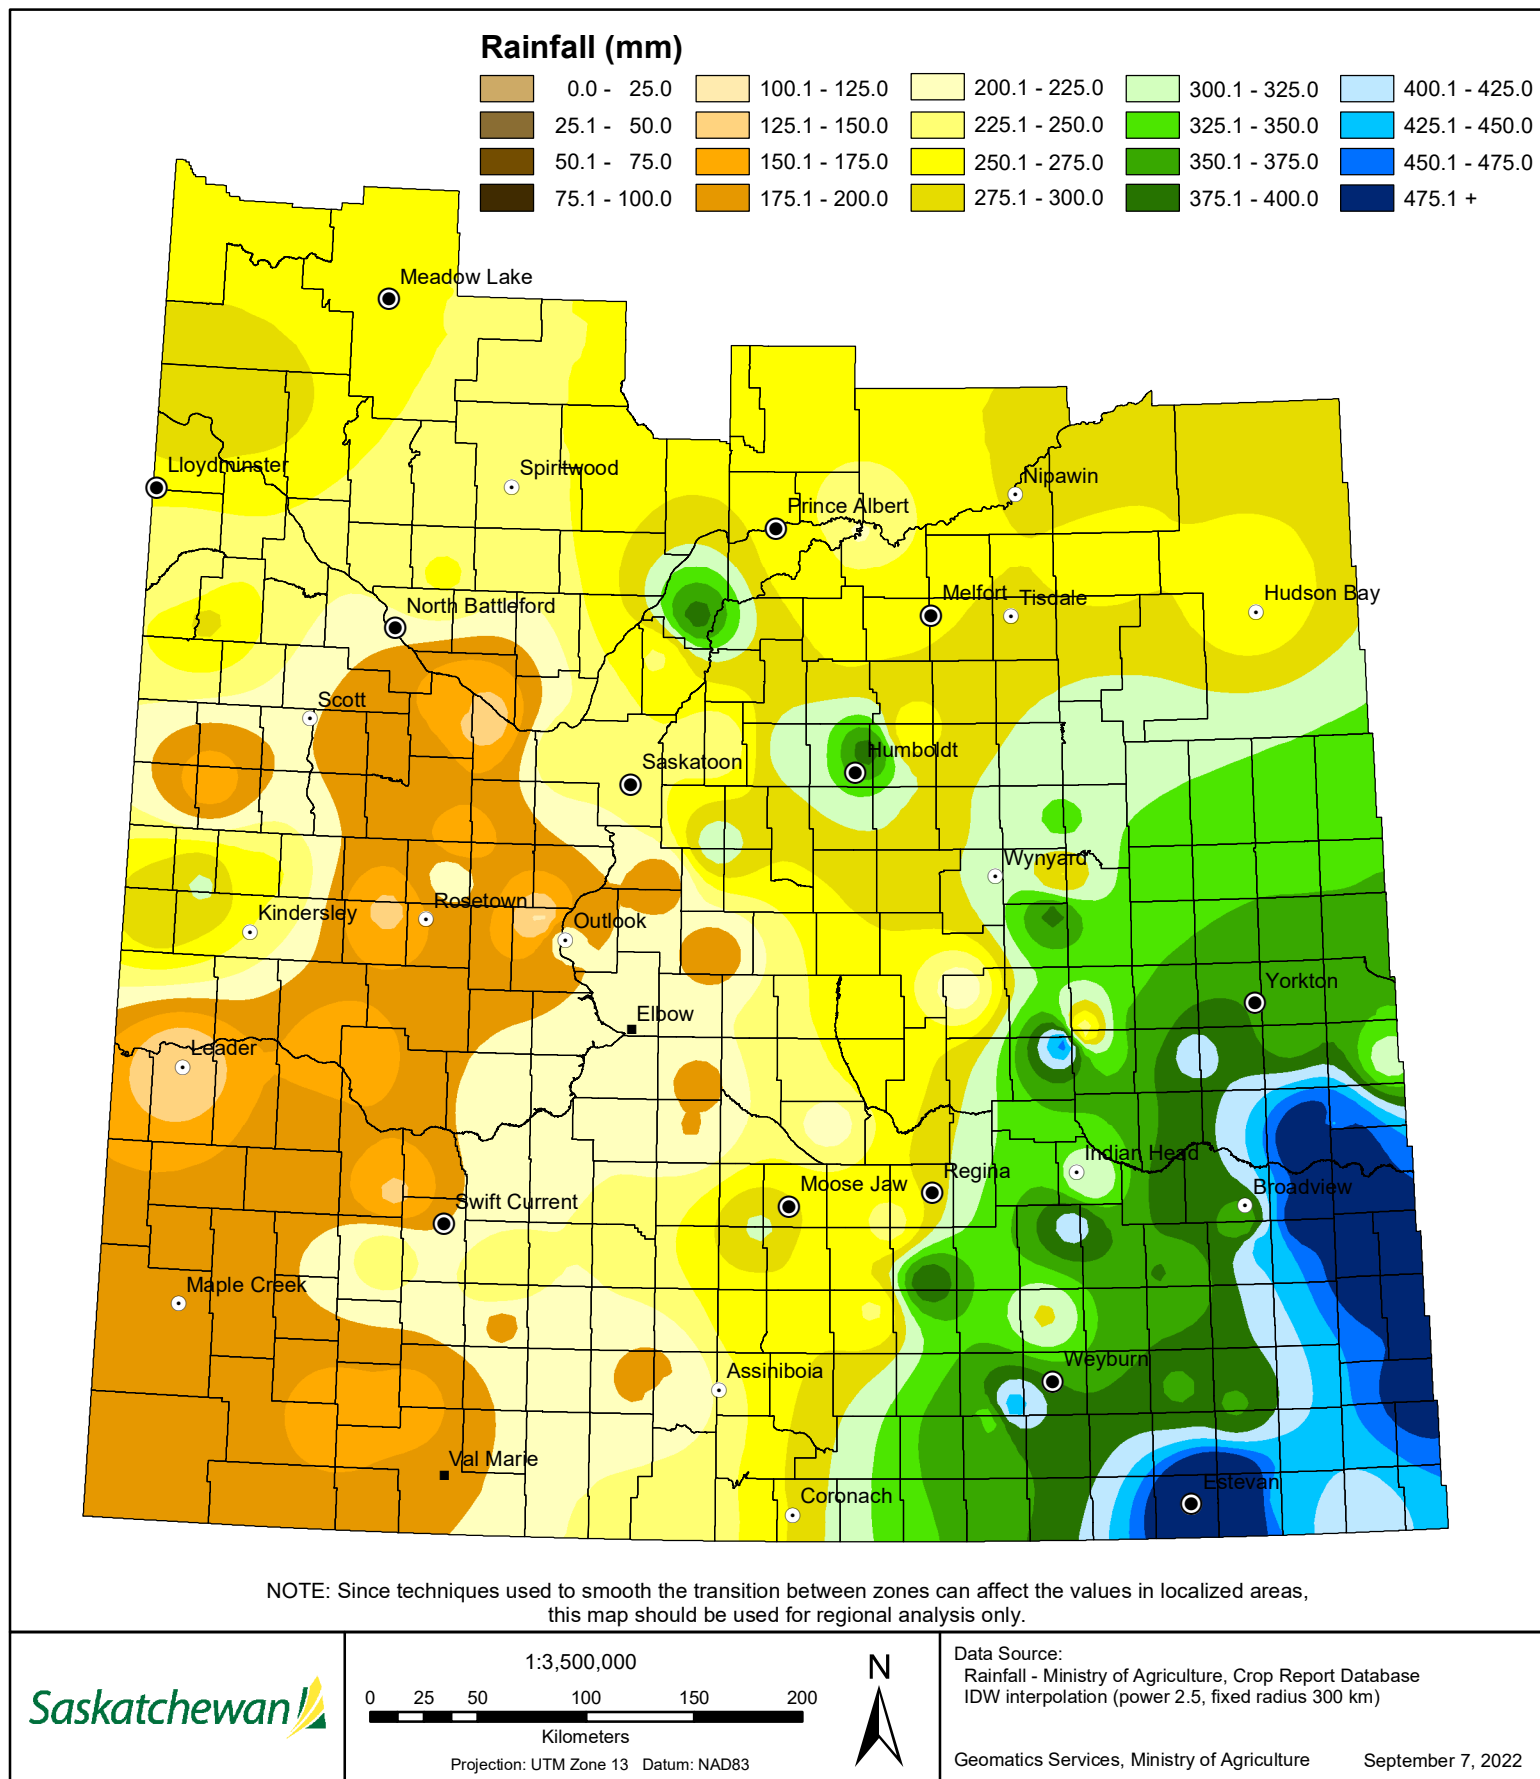 Rainfall (mm)
0.0 - 25.0
25.1 - 50.0
50.1 - 75.0
75.1 - 100.0
100.1 - 125.0
125.1 - 150.0
150.1 - 175.0
175.1 - 200.0
200.1 - 225.0
225.1 - 250.0
250.1 - 275.0
275.1 - 300.0
300.1 - 325.0
325.1 - 350.0
350.1 - 375.0
375.1 - 400.0
400.1 - 425.0
425.1 - 450.0
450.1 - 475.0
475.1 +
Meadow Lake
Lloydminster
Spiritwood
Nipawin
Prince Albert
Melfort
Tisdale
Hudson Bay
North Battleford
Scott
Humboldt
Saskatoon
Wynyard
Kindersley
Rosetown
Outlook
Yorkton
Elbow
Leader
Indian Head
Regina
Moose Jaw
Broadview
Swift Current
Maple Creek
Weyburn
Assiniboia
Val Marie
Estevan
Coronach
NOTE: Since techniques used to smooth the transition between zones can affect the values in localized areas,
this map should be used for regional analysis only.
Saskatchewan
1:3,500,000
0 25 50 100 150 200
Kilometers
Projection: UTM Zone 13 Datum: NAD83
N
Data Source:
Rainfall - Ministry of Agriculture, Crop Report Database
IDW interpolation (power 2.5, fixed radius 300 km)
Geomatics Services, Ministry of Agriculture September 7, 2022